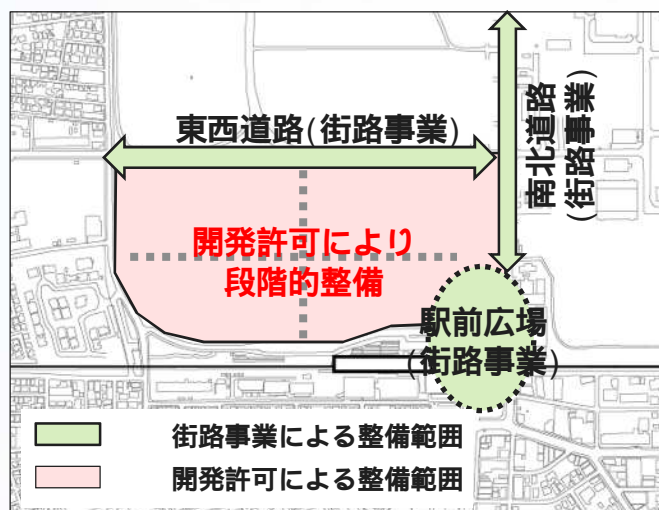 東西道路(街路事業)
南北道路
(街路事業)
開発許可により
段階的整備
駅前広場
(街路事業)
街路事業による整備範囲
開発許可による整備範囲